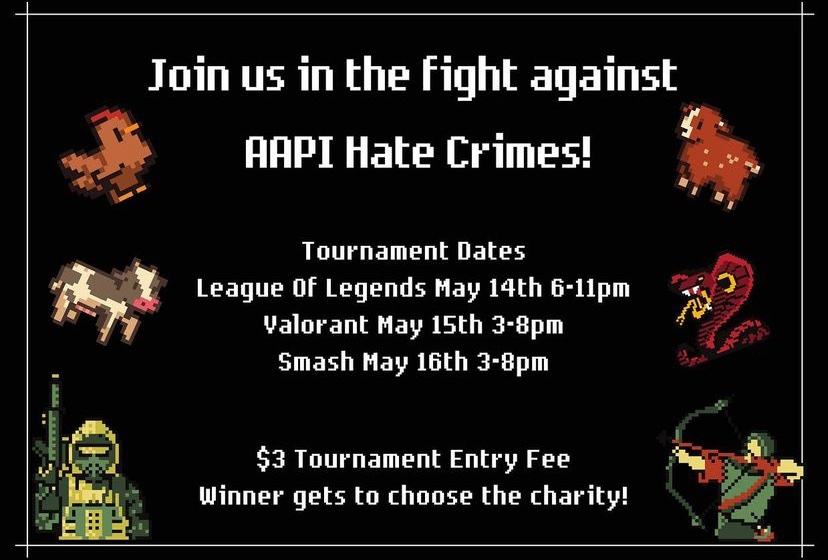 Join us in the fight against
AAPI Hate Crimes!
Tournament Dates
League Of Legends May 14th 6-11pm
Valorant May 15th 3-8pm
Smash May 16th 3-8pm
$3 Tournament Entry Fee
Winner gets to choose the charity!